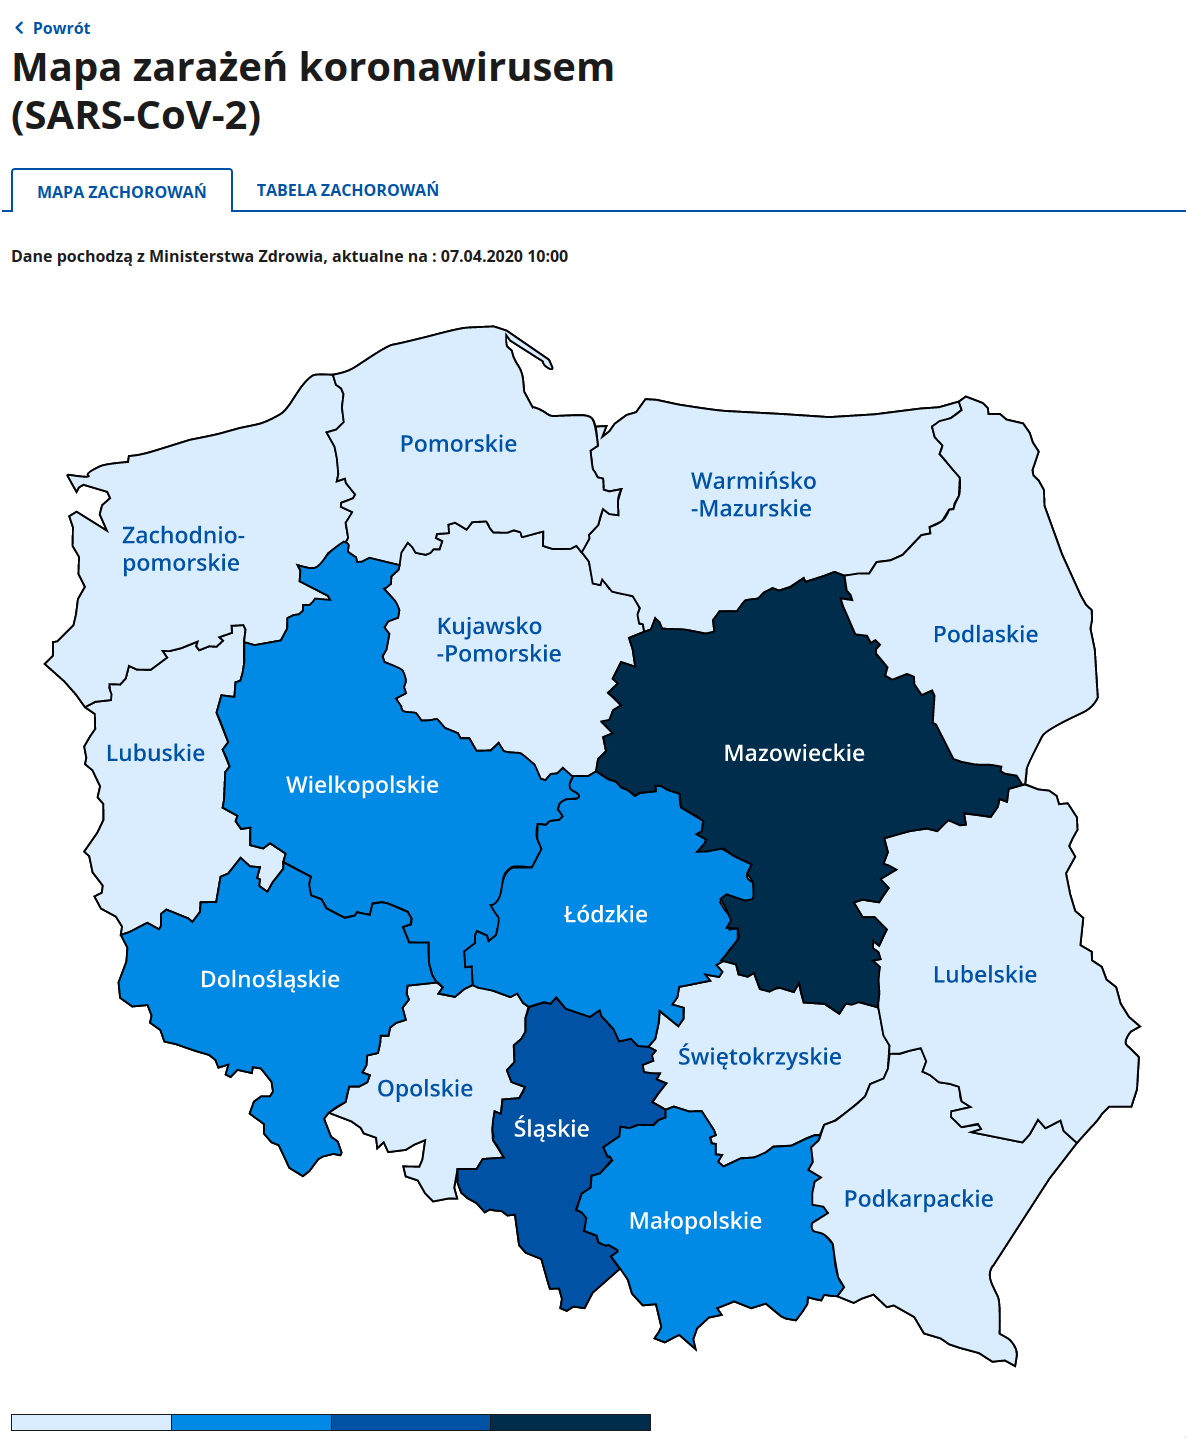 Powrót
Mapa zarażeń koronawirusem
(SARS-CoV-2)
MAPA ZACHOROWAŃ
TABELA ZACHOROWAŃ
Dane pochodzą z Ministerstwa Zdrowia, aktualne na : 07.04.2020 10:00
Pomorskie
Warmińsko
-Mazurskie
Zachodnio-
pomorskie
Kujawsko
-Pomorskie
Podlaskie
Lubuskie
Wielkopolskie
Mazowieckie
Łódzkie
Dolnośląskie
Lubelskie
Świętokrzyskie
Opolskie
Śląskie
Podkarpackie
Małopolskie